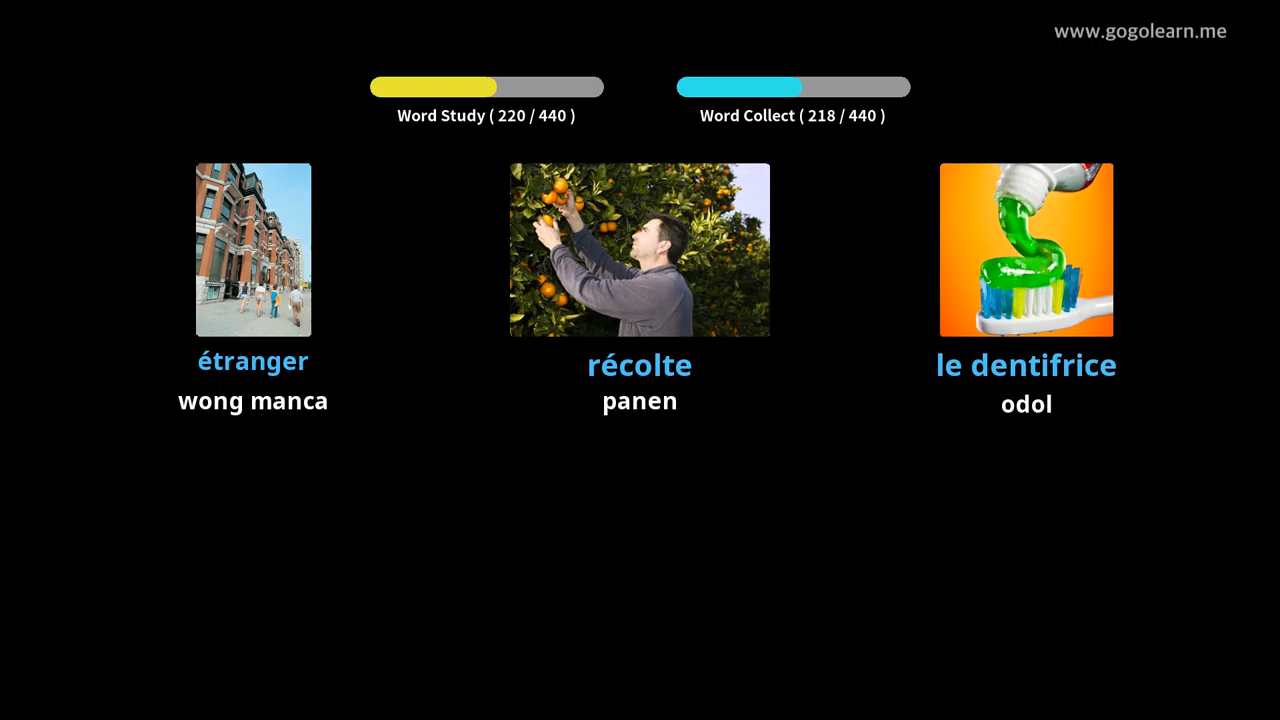 www.gogolearn.me
Word Study ( 220 / 440 )
Word Collect ( 218 / 440 )
étranger
wong manca
récolte
panen
le dentifrice
odol